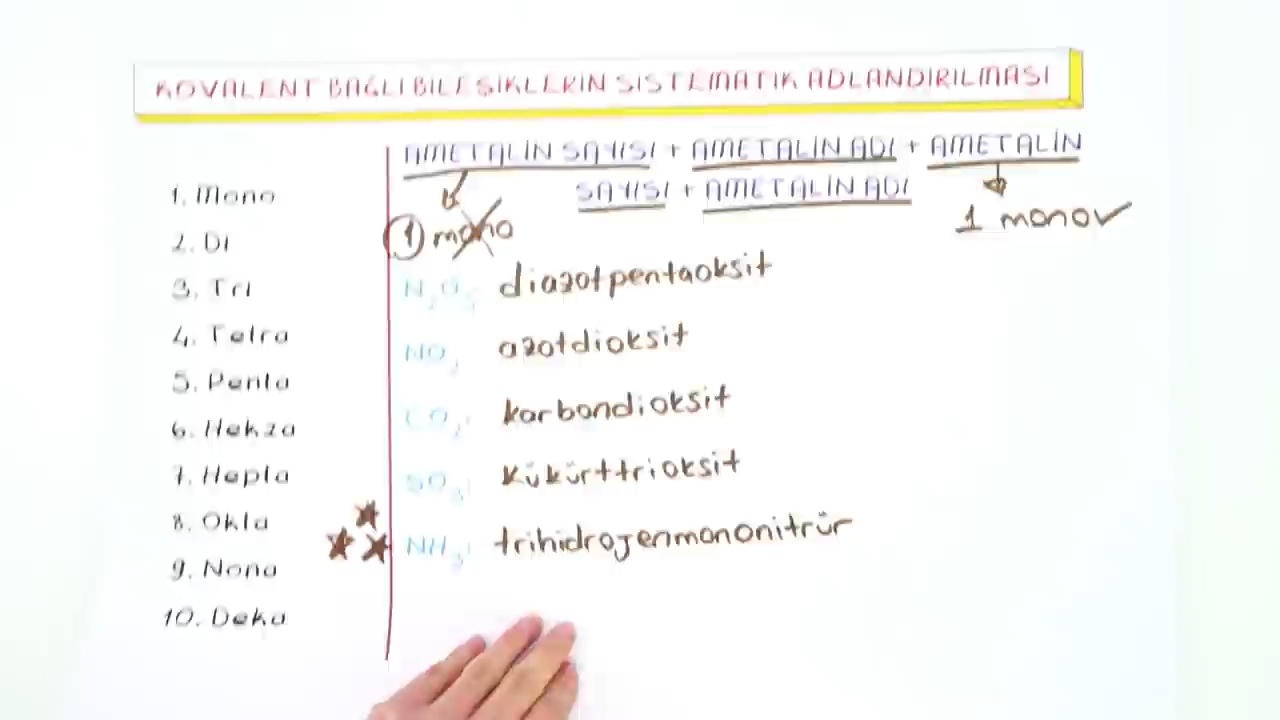 KOVALENT BAĞLI BİLEŞİKLERİN SİSTEMATİK ADLANDIRILMASI
AMETALİN SAYISI + AMETALİN ADI + AMETALİN
SAYISI + AMETALİN ADI
1 mono
1 mono✓
1. Mono
2. Di
3. Tri
4. Tetra
5. Penta
6. Hekza
7. Hepta
8. Okta
9. Nona
10. Deka
N₂O₅: diazotpentaoksit
NO₂: azotdioksit
CO₂: karbondioksit
SO₃: kükürttrioksit
NH₃: trihidrojenmononitrür